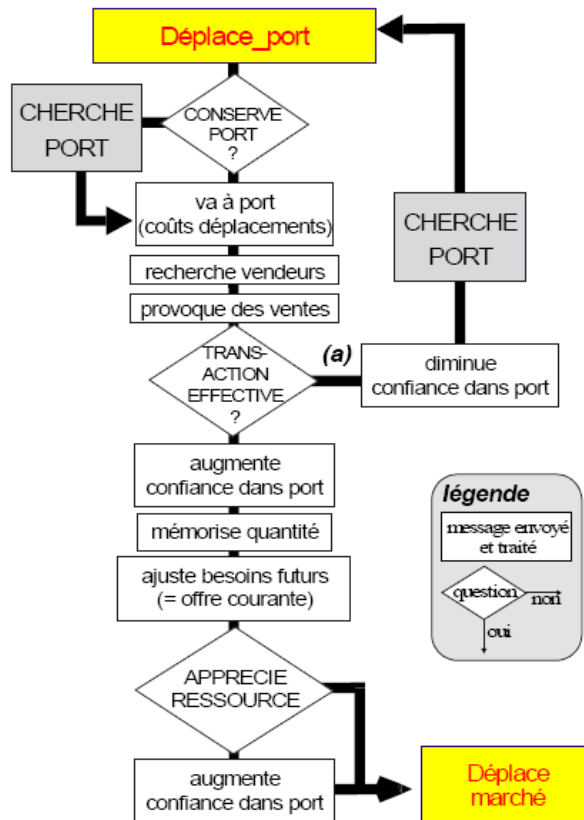 Déplace_port
CONSERVE
PORT
?
CHERCHE
PORT
va à port
(coûts déplacements)
CHERCHE
PORT
recherche vendeurs
provoque des ventes
TRANS-
ACTION
EFFECTIVE
?
(a)
diminue
confiance dans port
augmente
confiance dans port
mémorise quantité
ajuste besoins futurs
(= offre courante)
légende
message envoyé
et traité
question
non
oui
APPRECIE
RESSOURCE
augmente
confiance dans port
Déplace
marché